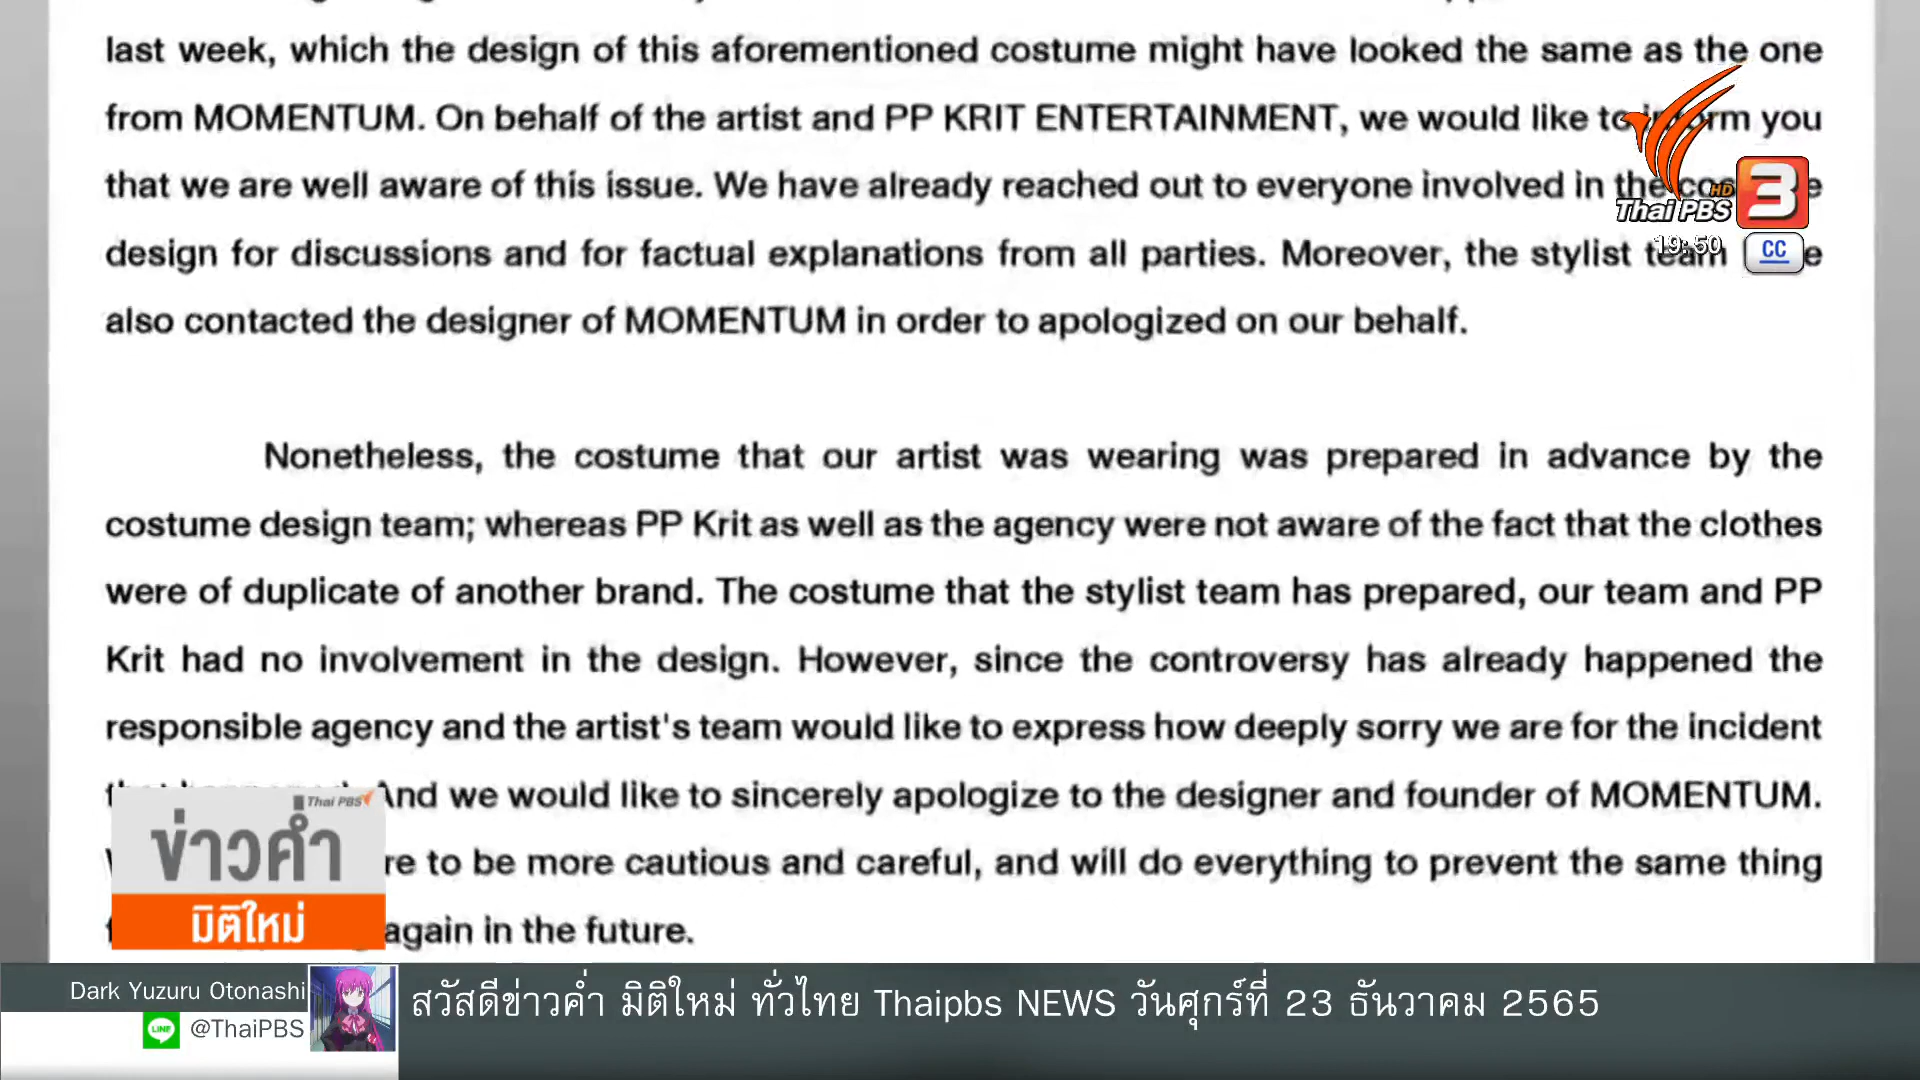 last week, which the design of this aforementioned costume might have looked the same as the one
from MOMENTUM. On behalf of the artist and PP KRIT ENTERTAINMENT, we would like to inform you
that we are well aware of this issue. We have already reached out to everyone involved in the
design for discussions and for factual explanations from all parties. Moreover, the stylist team
also contacted the designer of MOMENTUM in order to apologized on our behalf.
HD
Thai PBS 3
19:50 CC
Nonetheless, the costume that our artist was wearing was prepared in advance by the
costume design team; whereas PP Krit as well as the agency were not aware of the fact that the clothes
were of duplicate of another brand. The costume that the stylist team has prepared, our team and PP
Krit had no involvement in the design. However, since the controversy has already happened the
responsible agency and the artist's team would like to express how deeply sorry we are for the incident
And we would like to sincerely apologize to the designer and founder of MOMENTUM.
to be more cautious and careful, and will do everything to prevent the same thing
again in the future.
Thai PBS
ข่าวค่ำ
มิติใหม่
Dark Yuzuru Otonashi
LINE @ThaiPBS
สวัสดีข่าวค่ำ มิติใหม่ ทั่วไทย Thaipbs NEWS วันศุกร์ที่ 23 ธันวาคม 2565